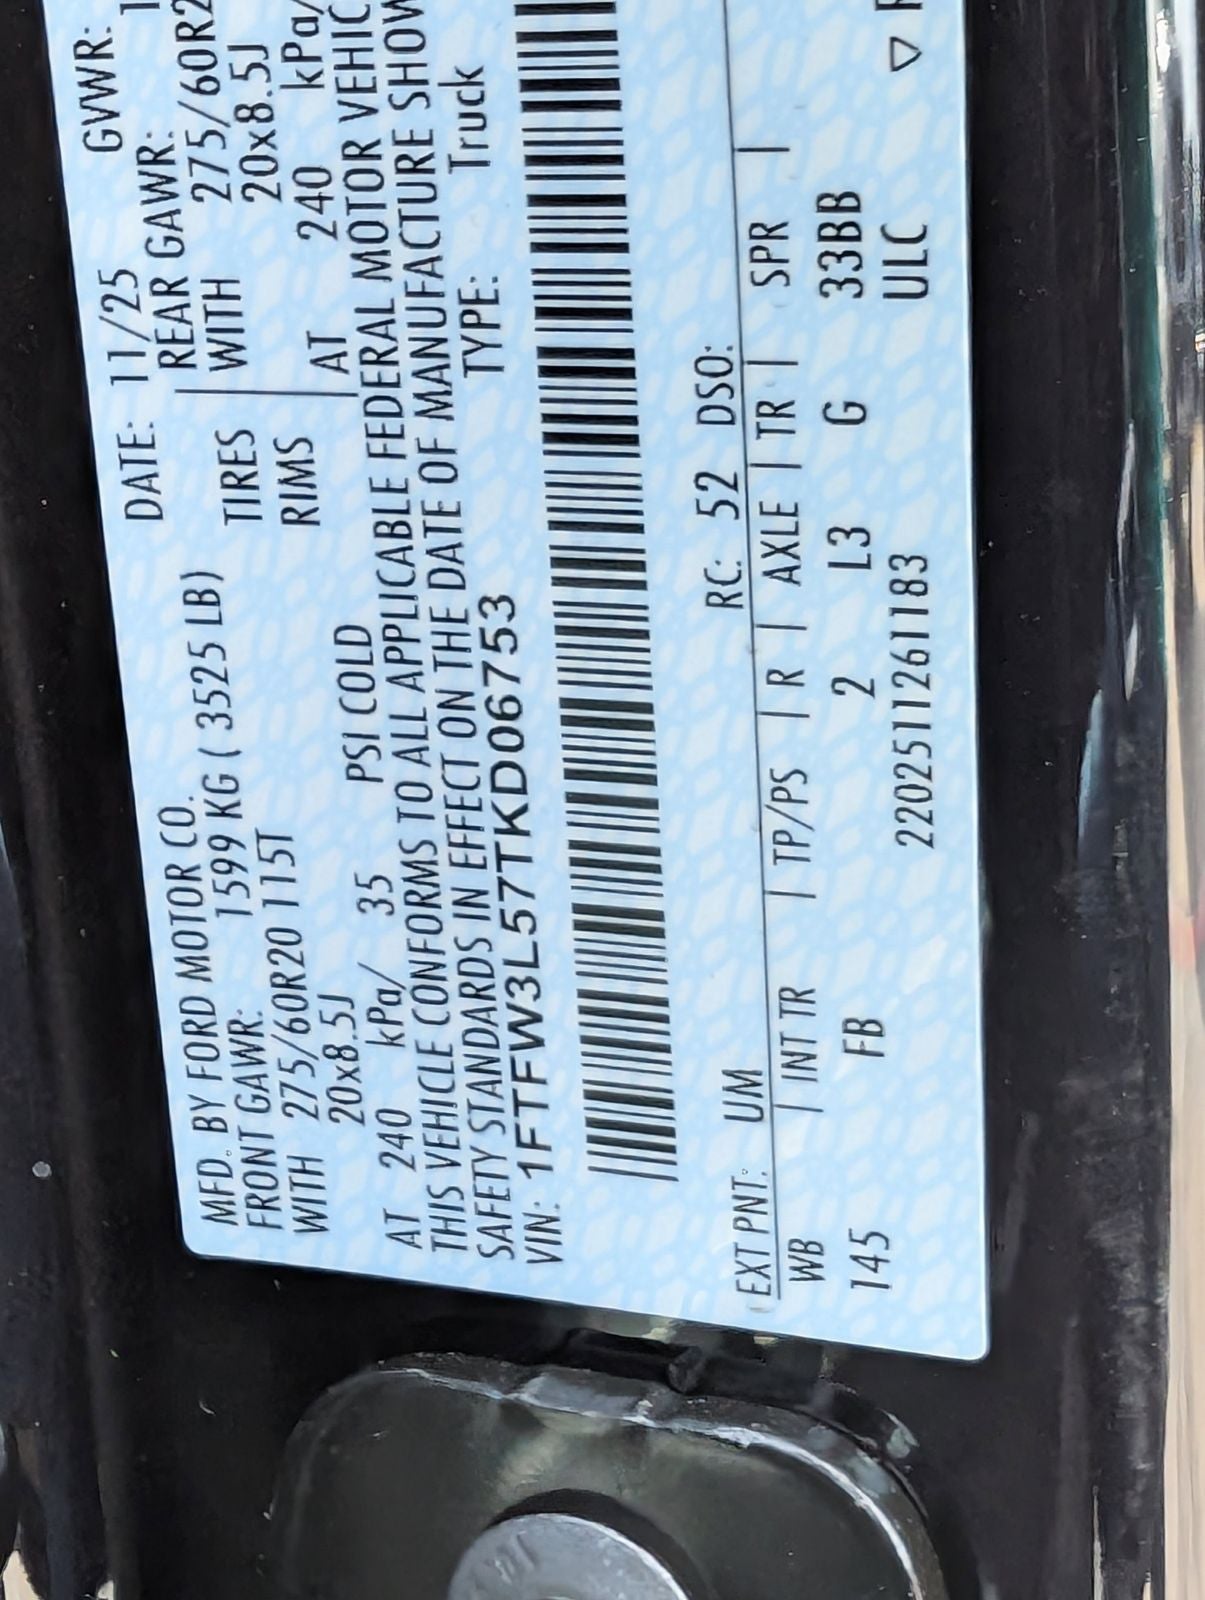 MFD. BY FORD MOTOR CO.
DATE: 11/25 GVWR:
FRONT GAWR: 1599 KG ( 3525 LB) REAR GAWR:
WITH 275/60R20 115T TIRES WITH 275/60R2
20x8.5J RIMS 20x8.5J
AT 240 kPa/ 35 PSI COLD AT 240 kPa/
THIS VEHICLE CONFORMS TO ALL APPLICABLE FEDERAL MOTOR VEHIC
SAFETY STANDARDS IN EFFECT ON THE DATE OF MANUFACTURE SHOW
VIN: 1FTFW3L57TKD06753 TYPE: Truck
EXT PNT: UM RC: 52 DSO:
WB | INT TR | TP/PS | R | AXLE | TR | SPR |
145 FB 2 L3 G 33BB
2202511261183 ULC